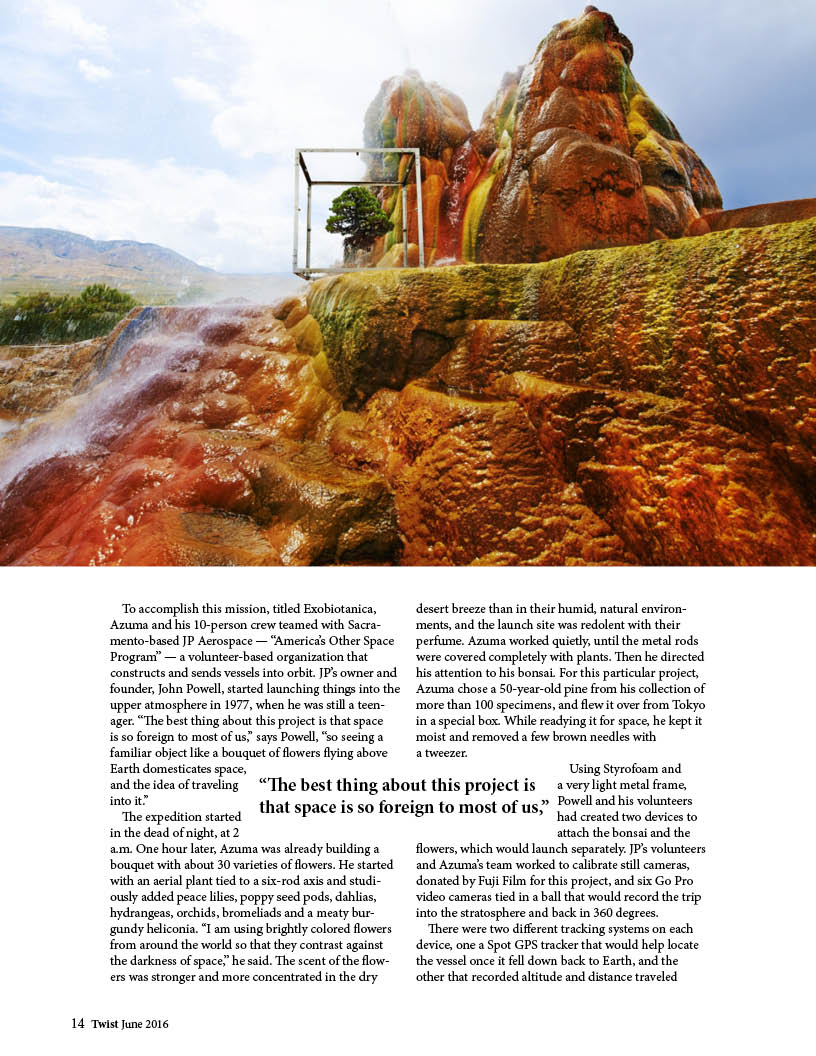 To accomplish this mission, titled Exobiotanica,
Azuma and his 10-person crew teamed with Sacra-
mento-based JP Aerospace — “America’s Other Space
Program” — a volunteer-based organization that
constructs and sends vessels into orbit. JP’s owner and
founder, John Powell, started launching things into the
upper atmosphere in 1977, when he was still a teen-
ager. “The best thing about this project is that space
is so foreign to most of us,” says Powell, “so seeing a
familiar object like a bouquet of flowers flying above
Earth domesticates space,
and the idea of traveling
into it.”
The expedition started
in the dead of night, at 2
a.m. One hour later, Azuma was already building a
bouquet with about 30 varieties of flowers. He started
with an aerial plant tied to a six-rod axis and studi-
ously added peace lilies, poppy seed pods, dahlias,
hydrangeas, orchids, bromeliads and a meaty bur-
gundy heliconia. “I am using brightly colored flowers
from around the world so that they contrast against
the darkness of space,” he said. The scent of the flow-
ers was stronger and more concentrated in the dry
“The best thing about this project is
that space is so foreign to most of us,”
desert breeze than in their humid, natural environ-
ments, and the launch site was redolent with their
perfume. Azuma worked quietly, until the metal rods
were covered completely with plants. Then he directed
his attention to his bonsai. For this particular project,
Azuma chose a 50-year-old pine from his collection of
more than 100 specimens, and flew it over from Tokyo
in a special box. While readying it for space, he kept it
moist and removed a few brown needles with
a tweezer.
Using Styrofoam and
a very light metal frame,
Powell and his volunteers
had created two devices to
attach the bonsai and the
flowers, which would launch separately. JP’s volunteers
and Azuma’s team worked to calibrate still cameras,
donated by Fuji Film for this project, and six Go Pro
video cameras tied in a ball that would record the trip
into the stratosphere and back in 360 degrees.
There were two different tracking systems on each
device, one a Spot GPS tracker that would help locate
the vessel once it fell down back to Earth, and the
other that recorded altitude and distance traveled
14 Twist June 2016